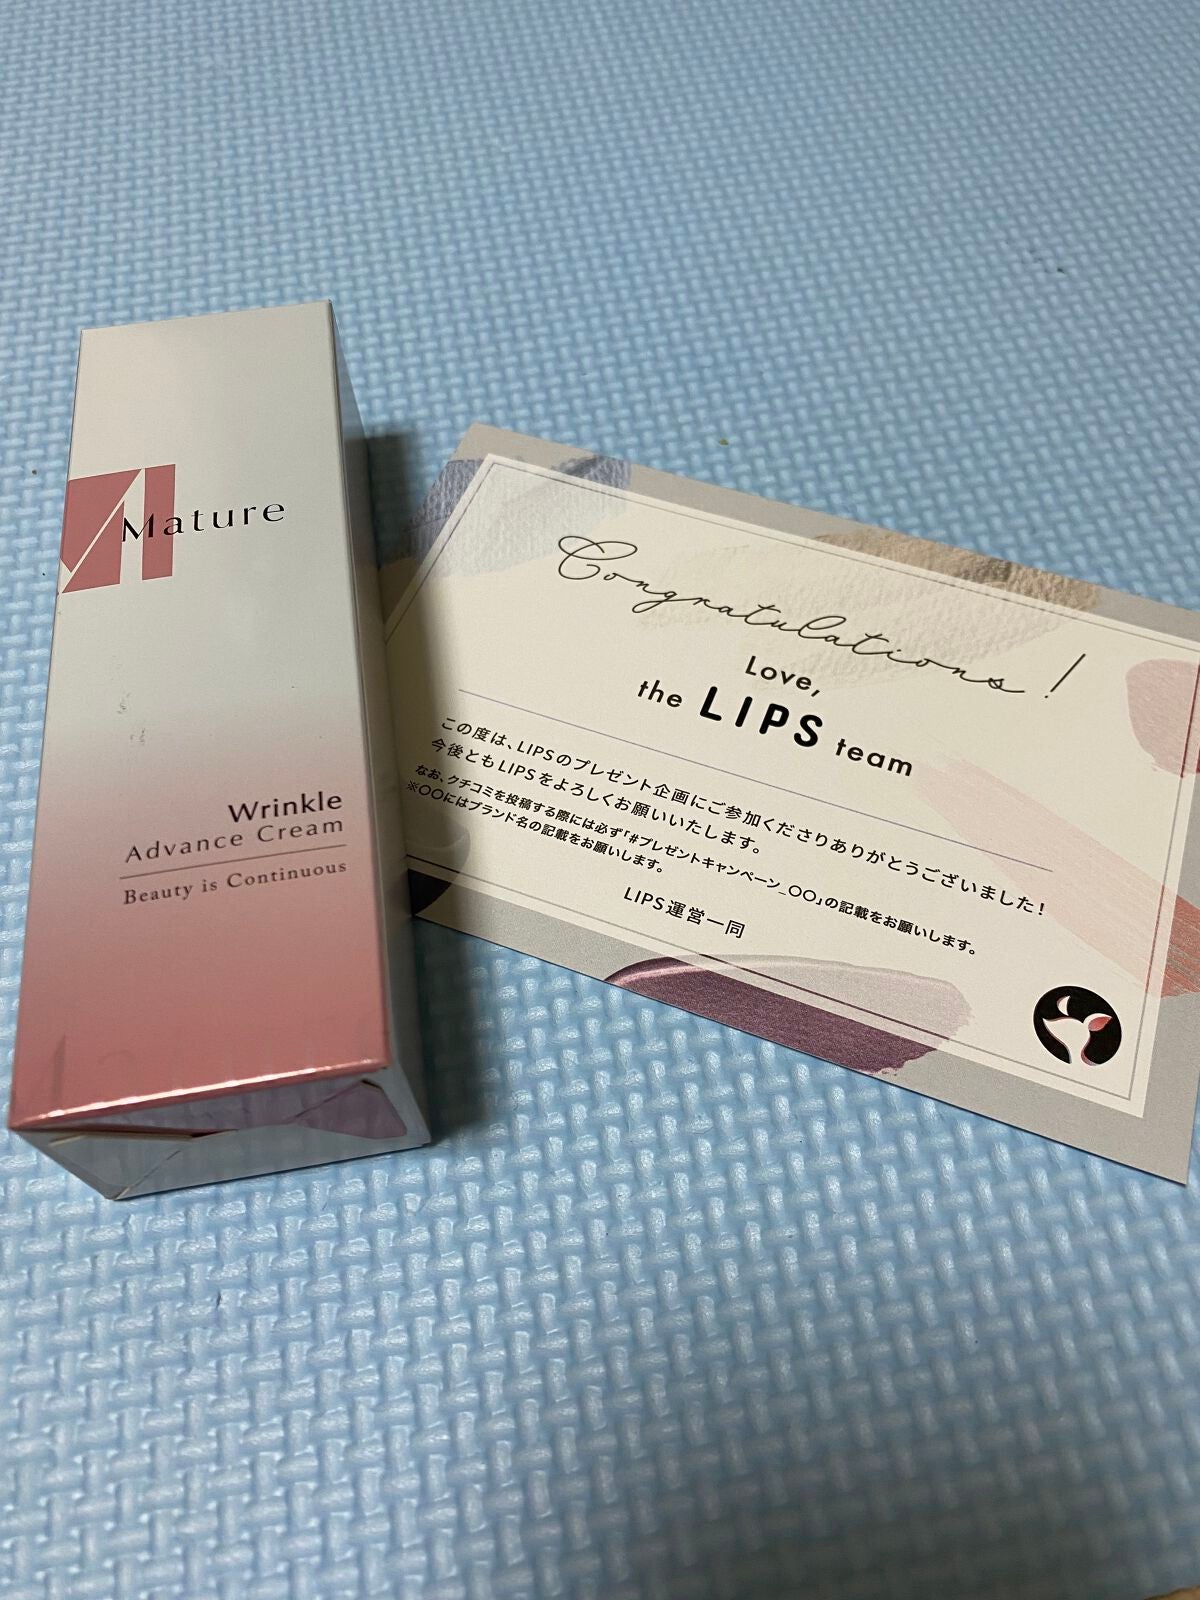 Mature
Wrinkle
Advance Cream
Beauty is Continuous
Congratulations!
Love,
the LIPS team
この度は、LIPSのプレゼント企画にご参加くださりありがとうございました！
今後ともLIPSをよろしくお願いいたします。
なお、クチコミを投稿する際には必ず「#プレゼントキャンペーン_〇〇」の記載をお願いします。
※〇〇にはブランド名の記載をお願いします。
LIPS運営一同